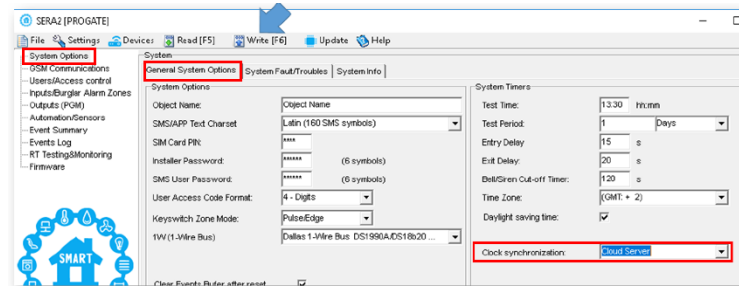 SERA2 [PROGATE]
File Settings Devices Read [F5] Write [F6] Update Help
System Options
GSM Communications
Users/Access control
Inputs/Burglar Alarm Zones
Outputs (PGM)
Automation/Sensors
Event Summary
Events Log
RT Testing&Monitoring
Firmware
SMART
System
General System Options System Fault/Troubles System Info
System Options
Object Name: Object Name
SMS/APP Text Charset Latin (160 SMS symbols)
SIM Card PIN: ****
Installer Password: ****** (6 symbols)
SMS User Password: ****** (6 symbols)
User Access Code Format: 4 - Digits
Keyswitch Zone Mode: Pulse/Edge
1W (1-Wire Bus) Dallas 1-Wire Bus DS1990A/DS18b20 ...
Clear Events Bufer after reset
System Timers
Test Time: 13:30 hh:mm
Test Period: 1 Days
Entry Delay 15 s
Exit Delay: 20 s
Bell/Siren Cut-off Timer: 120 s
Time Zone: (GMT: + 2)
Daylight saving time:
Clock synchronization: Cloud Server